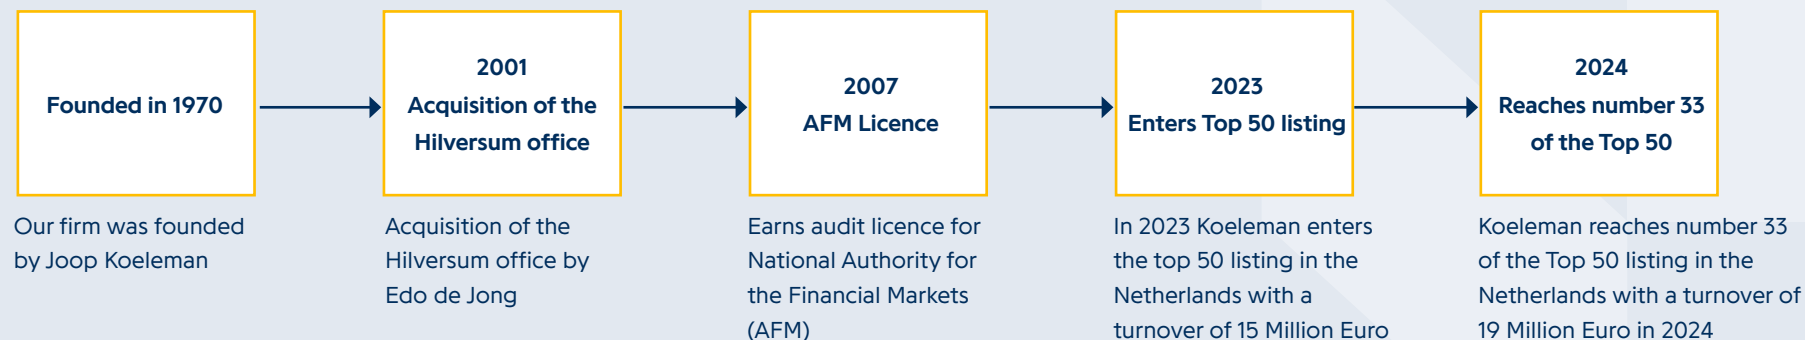 Founded in 1970
Our firm was founded
by Joop Koeleman
2001
Acquisition of the
Hilversum office
Acquisition of the
Hilversum office by
Edo de Jong
2007
AFM Licence
Earns audit licence for
National Authority for
the Financial Markets
(AFM)
2023
Enters Top 50 listing
In 2023 Koeleman enters
the top 50 listing in the
Netherlands with a
turnover of 15 Million Euro
2024
Reaches number 33
of the Top 50
Koeleman reaches number 33
of the Top 50 listing in the
Netherlands with a turnover of
19 Million Euro in 2024